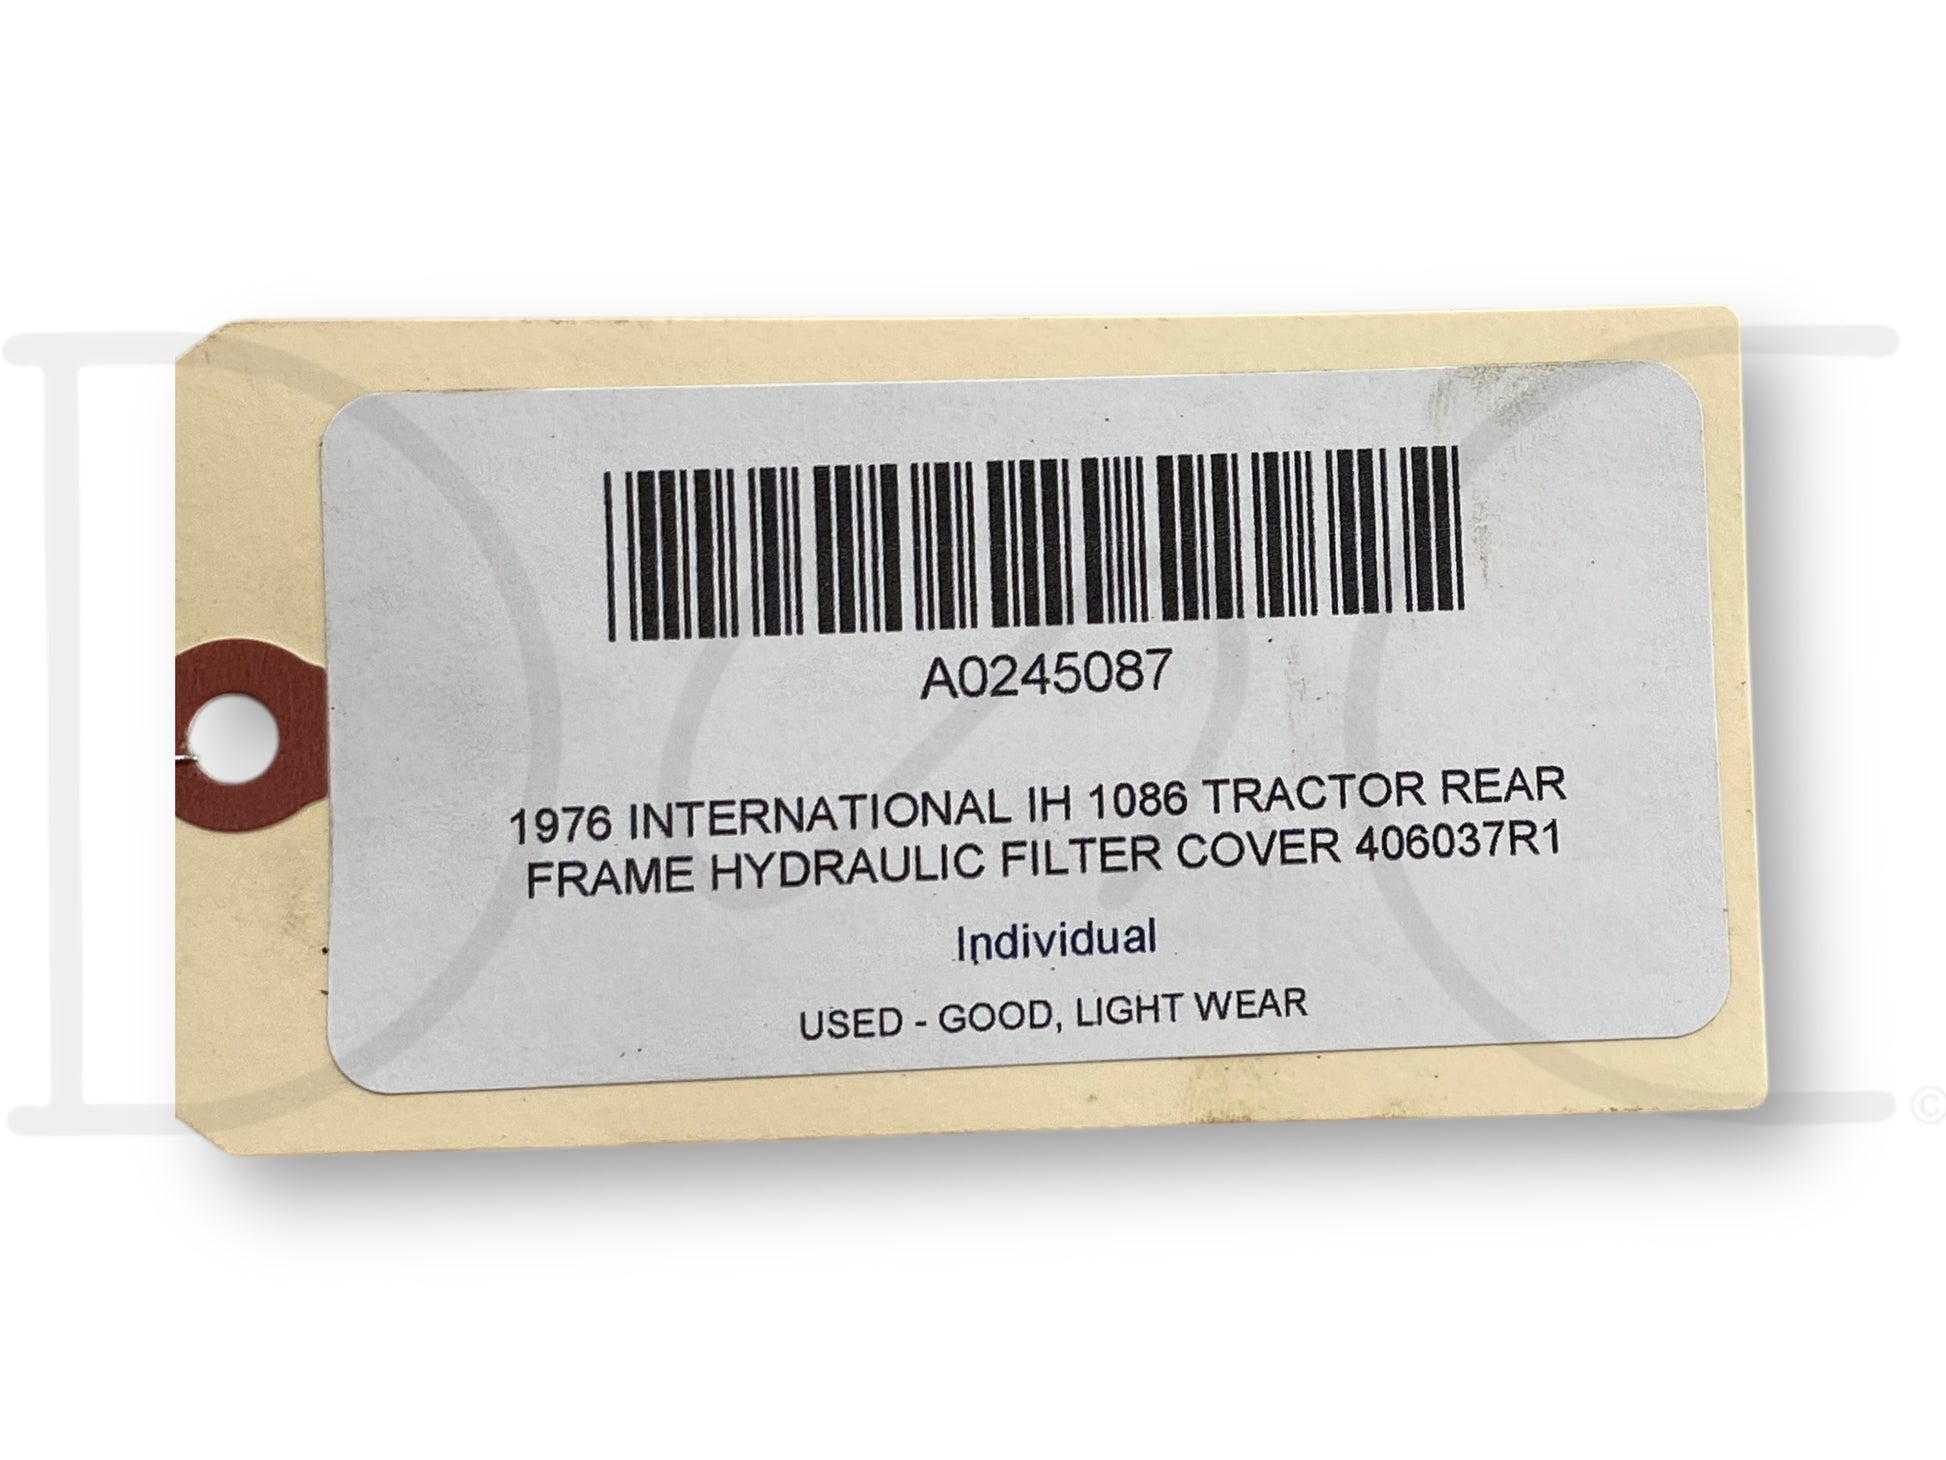 A0245087
1976 INTERNATIONAL IH 1086 TRACTOR REAR
FRAME HYDRAULIC FILTER COVER 406037R1
Individual
USED - GOOD, LIGHT WEAR
©